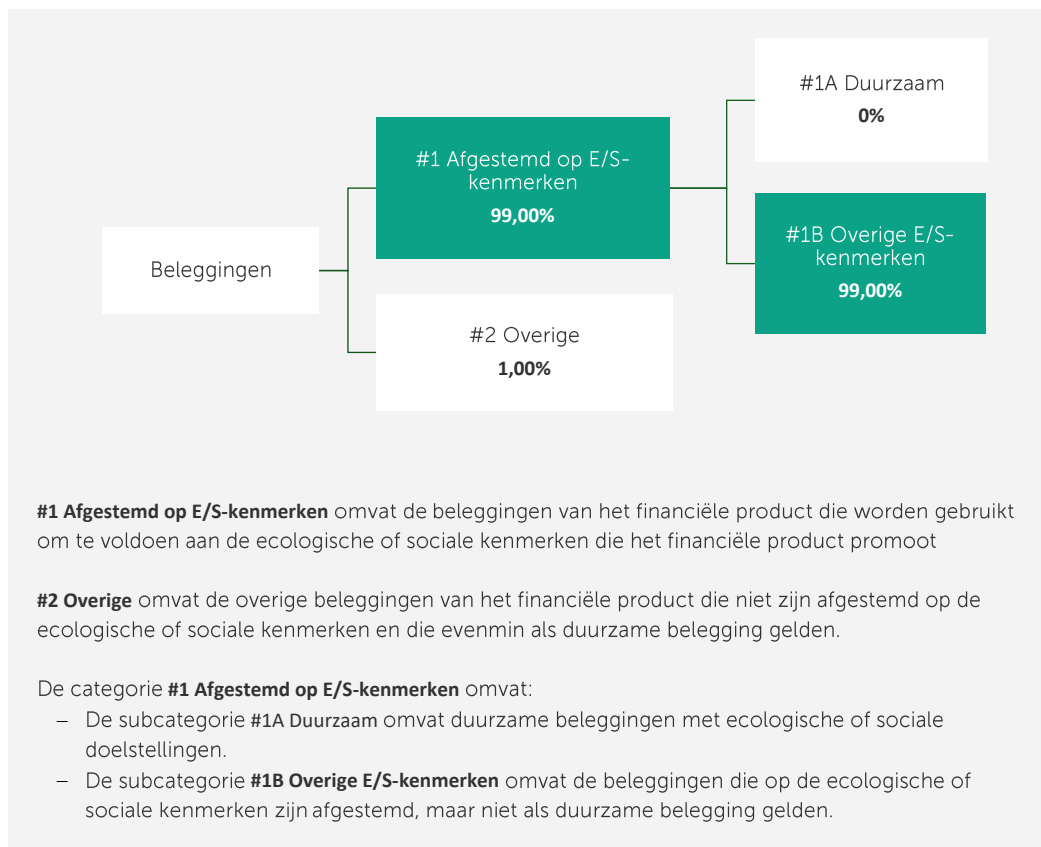 #1A Duurzaam
0%
#1 Afgestemd op E/S-
kenmerken
99,00%
#1B Overige E/S-
kenmerken
99,00%
Beleggingen
#2 Overige
1,00%
#1 Afgestemd op E/S-kenmerken omvat de beleggingen van het financiële product die worden gebruikt
om te voldoen aan de ecologische of sociale kenmerken die het financiële product promoot
#2 Overige omvat de overige beleggingen van het financiële product die niet zijn afgestemd op de
ecologische of sociale kenmerken en die evenmin als duurzame belegging gelden.
De categorie #1 Afgestemd op E/S-kenmerken omvat:
– De subcategorie #1A Duurzaam omvat duurzame beleggingen met ecologische of sociale
doelstellingen.
– De subcategorie #1B Overige E/S-kenmerken omvat de beleggingen die op de ecologische of
sociale kenmerken zijn afgestemd, maar niet als duurzame belegging gelden.